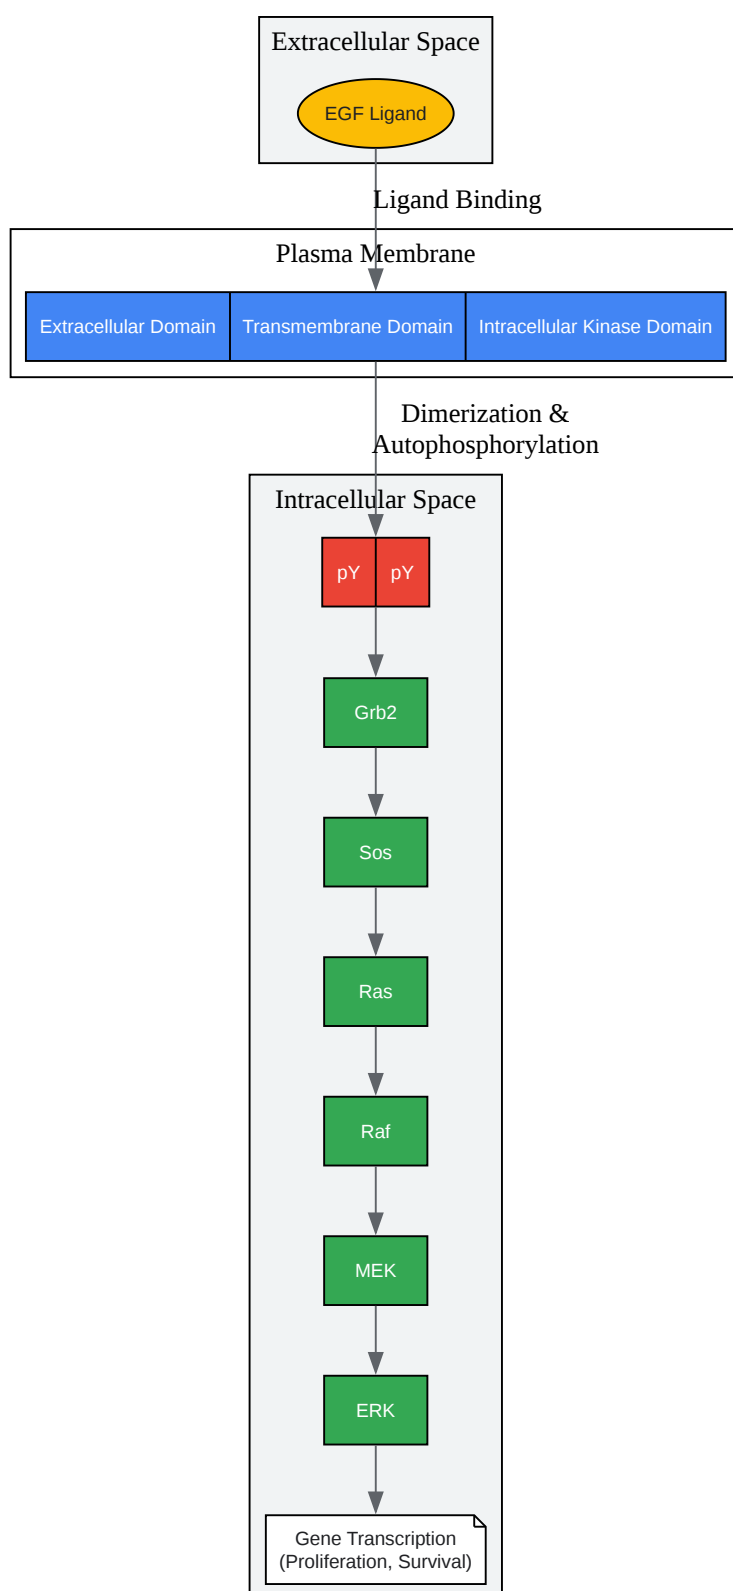 Extracellular Space
EGF Ligand
Ligand Binding
Plasma Membrane
Extracellular Domain
Transmembrane Domain
Intracellular Kinase Domain
Dimerization &
Autophosphorylation
Intracellular Space
pY
pY
Grb2
Sos
Ras
Raf
MEK
ERK
Gene Transcription
(Proliferation, Survival)